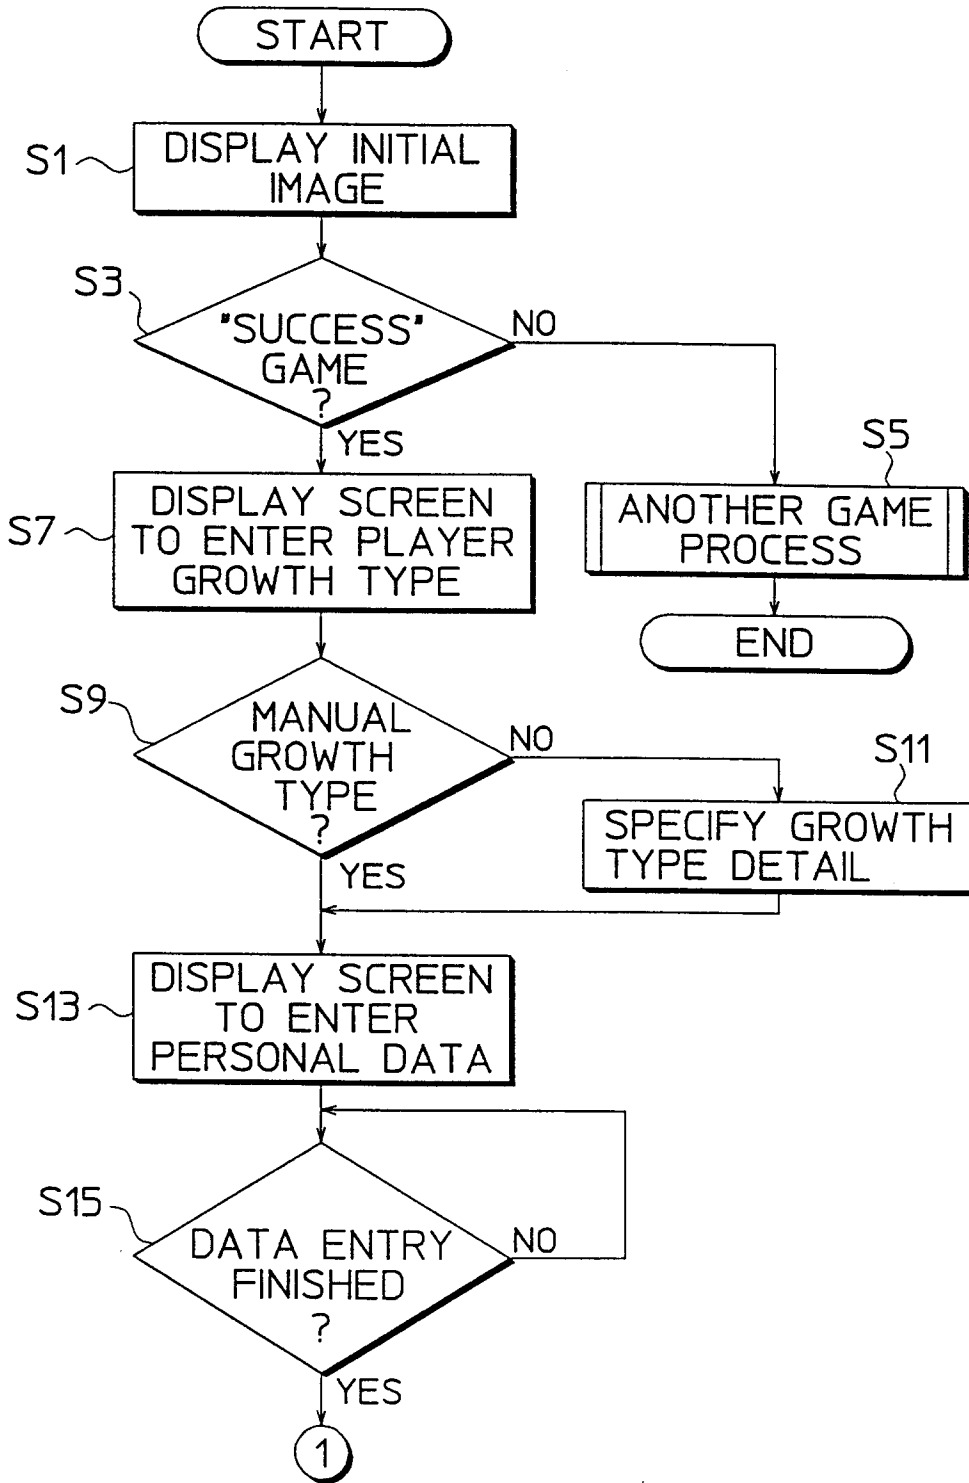 START
S1
DISPLAY INITIAL
IMAGE
S3
"SUCCESS"
GAME
?
NO
YES
S5
ANOTHER GAME
PROCESS
END
S7
DISPLAY SCREEN
TO ENTER PLAYER
GROWTH TYPE
S9
MANUAL
GROWTH
TYPE
?
NO
YES
S11
SPECIFY GROWTH
TYPE DETAIL
S13
DISPLAY SCREEN
TO ENTER
PERSONAL DATA
S15
DATA ENTRY
FINISHED
?
NO
YES
1